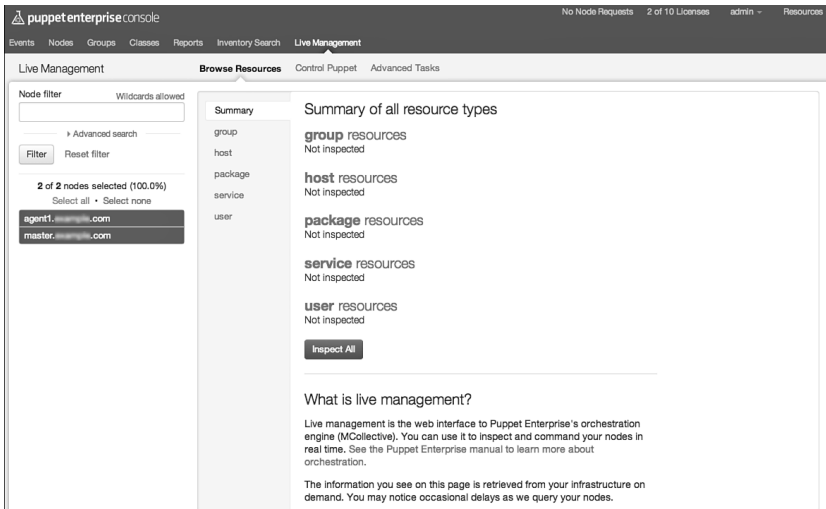 puppet enterprise console
No Node Requests 2 of 10 Licenses admin Resources
Events Nodes Groups Classes Reports Inventory Search Live Management
Live Management
Browse Resources Control Puppet Advanced Tasks
Node filter Wildcards allowed
Advanced search
Filter Reset filter
2 of 2 nodes selected (100.0%)
Select all • Select none
agent1. .com
master. .com
Summary
group
host
package
service
user
Summary of all resource types
group resources
Not inspected
host resources
Not inspected
package resources
Not inspected
service resources
Not inspected
user resources
Not inspected
Inspect All
What is live management?
Live management is the web interface to Puppet Enterprise's orchestration
engine (MCollective). You can use it to inspect and command your nodes in
real time. See the Puppet Enterprise manual to learn more about
orchestration.
The information you see on this page is retrieved from your infrastructure on
demand. You may notice occasional delays as we query your nodes.